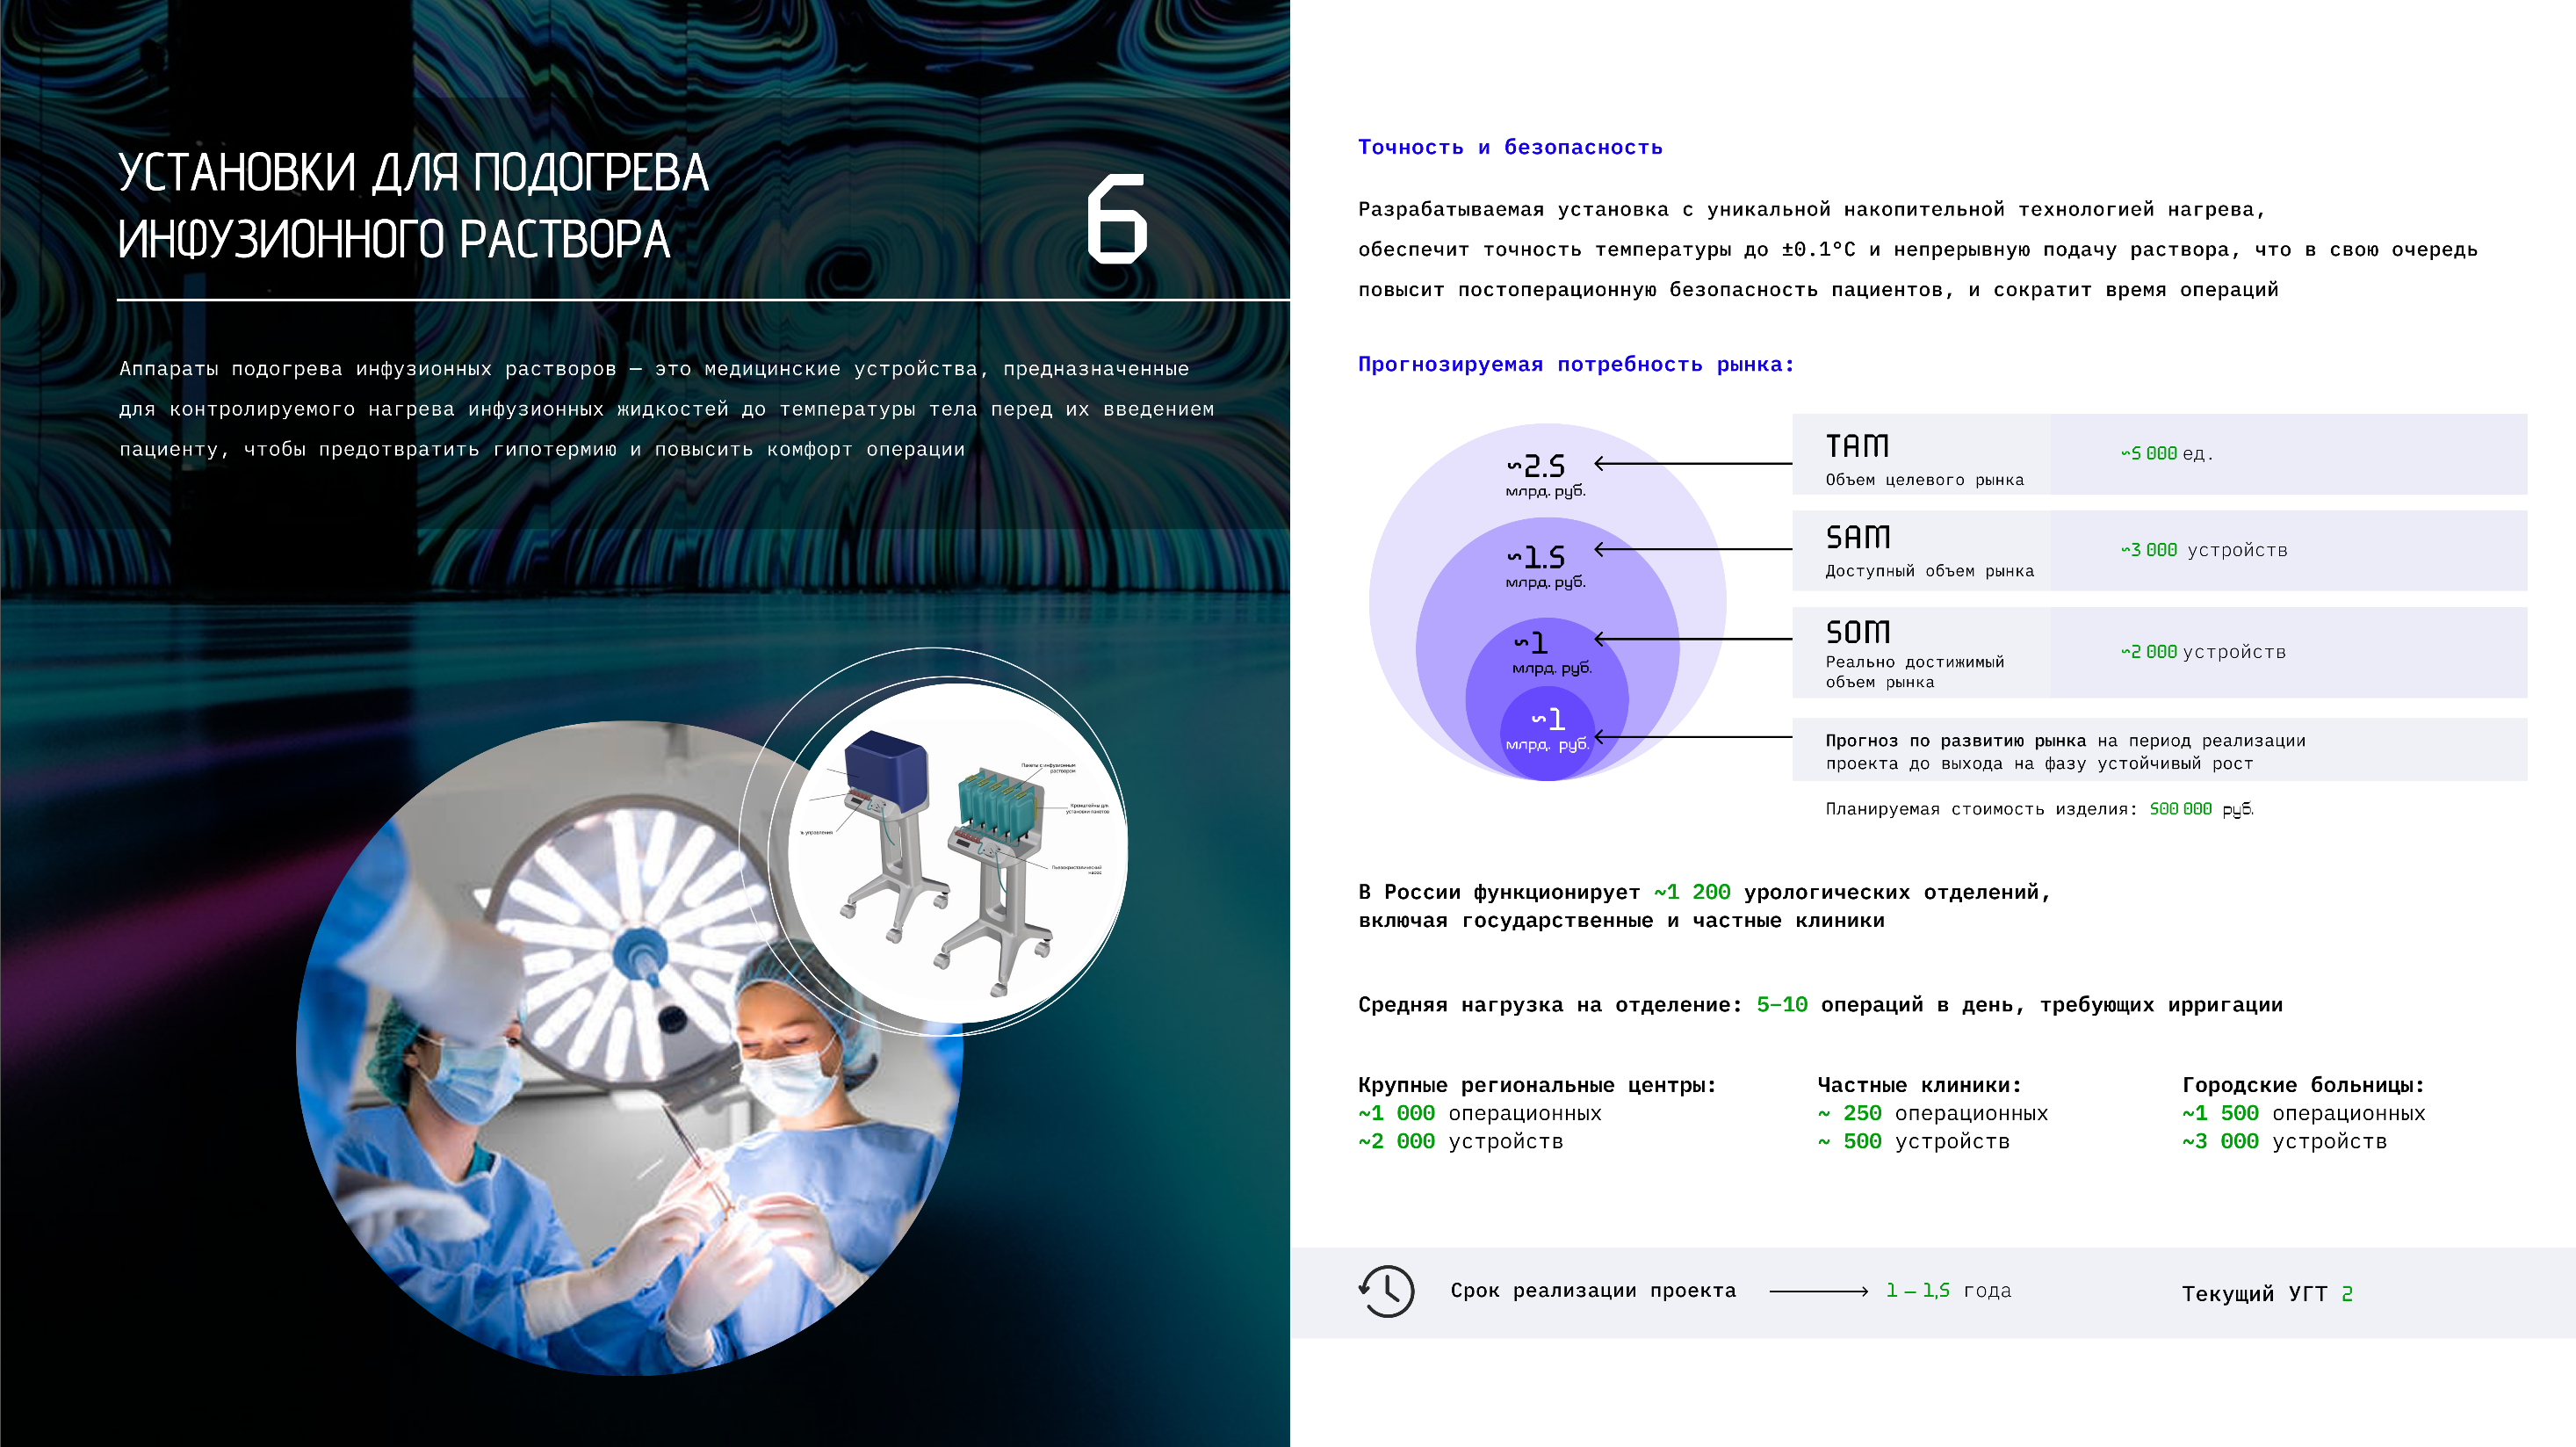 УСТАНОВКИ ДЛЯ ПОДОГРЕВА
ИНФУЗИОННОГО РАСТВОРА
6
Аппараты подогрева инфузионных растворов — это медицинские устройства, предназначенные
для контролируемого нагрева инфузионных жидкостей до температуры тела перед их введением
пациенту, чтобы предотвратить гипотермию и повысить комфорт операции
Пакеты с инфузионным
раствором
Кронштейны для
установки пакетов
ь управления
насос
Точность и безопасность
Разрабатываемая установка с уникальной накопительной технологией нагрева,
обеспечит точность температуры до ±0.1°C и непрерывную подачу раствора, что в свою очередь
повысит постоперационную безопасность пациентов, и сократит время операций
Прогнозируемая потребность рынка:
~2.5
млрд. руб.
TAM
Объем целевого рынка
~5 000 ед.
~1.5
млрд. руб.
SAM
Доступный объем рынка
~3 000 устройств
~1
млрд. руб.
SOM
Реально достижимый
объем рынка
~2 000 устройств
~1
млрд. руб.
Прогноз по развитию рынка на период реализации
проекта до выхода на фазу устойчивый рост
Планируемая стоимость изделия: 500 000 руб.
В России функционирует ~1 200 урологических отделений,
включая государственные и частные клиники
Средняя нагрузка на отделение: 5–10 операций в день, требующих ирригации
Крупные региональные центры:
~1 000 операционных
~2 000 устройств
Частные клиники:
~ 250 операционных
~ 500 устройств
Городские больницы:
~1 500 операционных
~3 000 устройств
Срок реализации проекта
1 – 1,5 года
Текущий УГТ 2